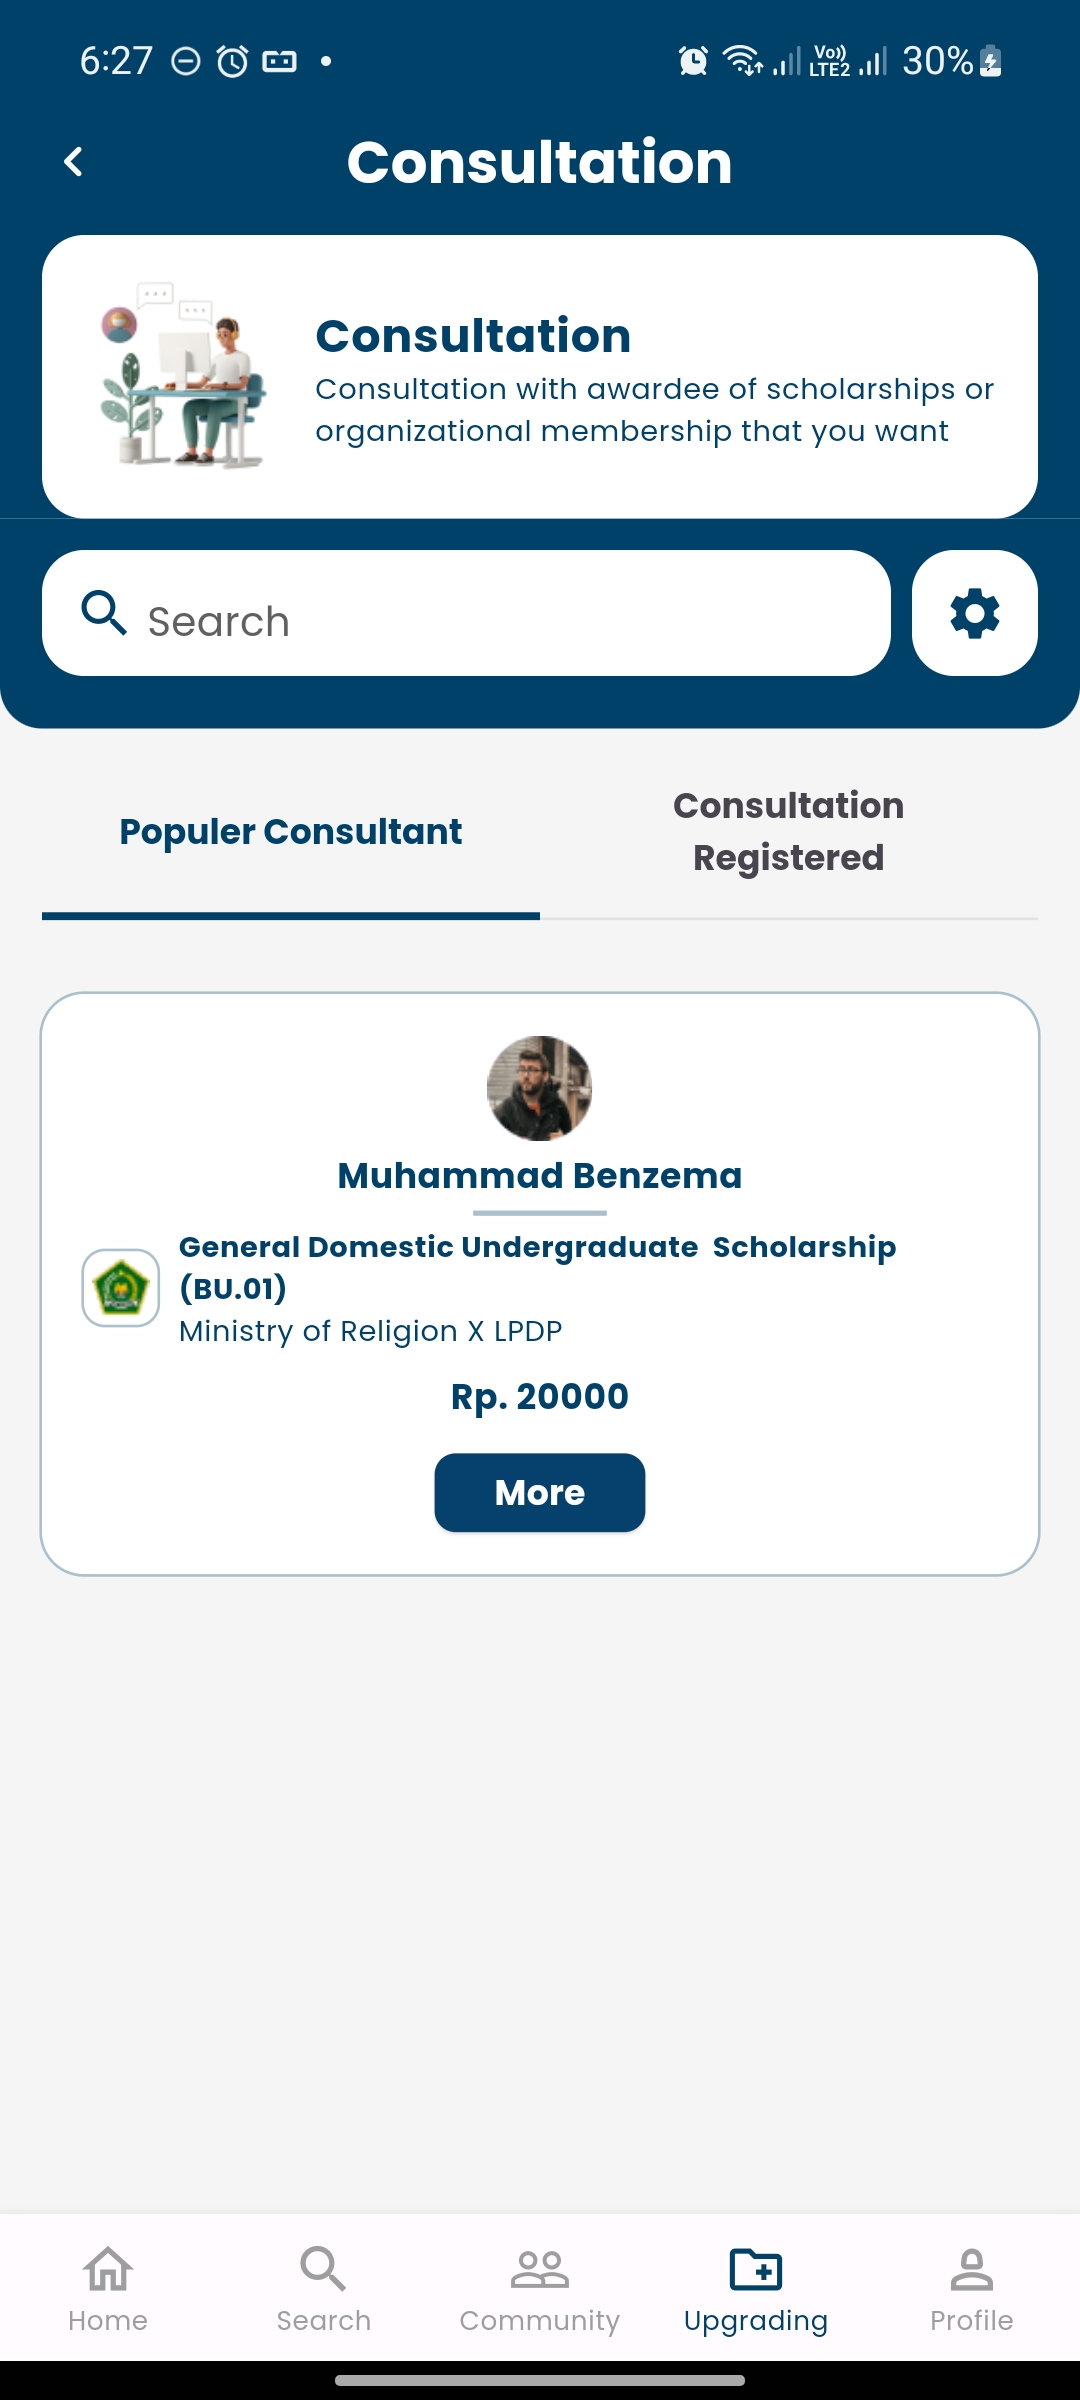 6:27
Vo))
LTE2
30%
Consultation
Consultation
Consultation with awardee of scholarships or
organizational membership that you want
Search
Populer Consultant
Consultation
Registered
Muhammad Benzema
General Domestic Undergraduate  Scholarship
(BU.01)
Ministry of Religion X LPDP
Rp. 20000
More
Home
Search
Community
Upgrading
Profile